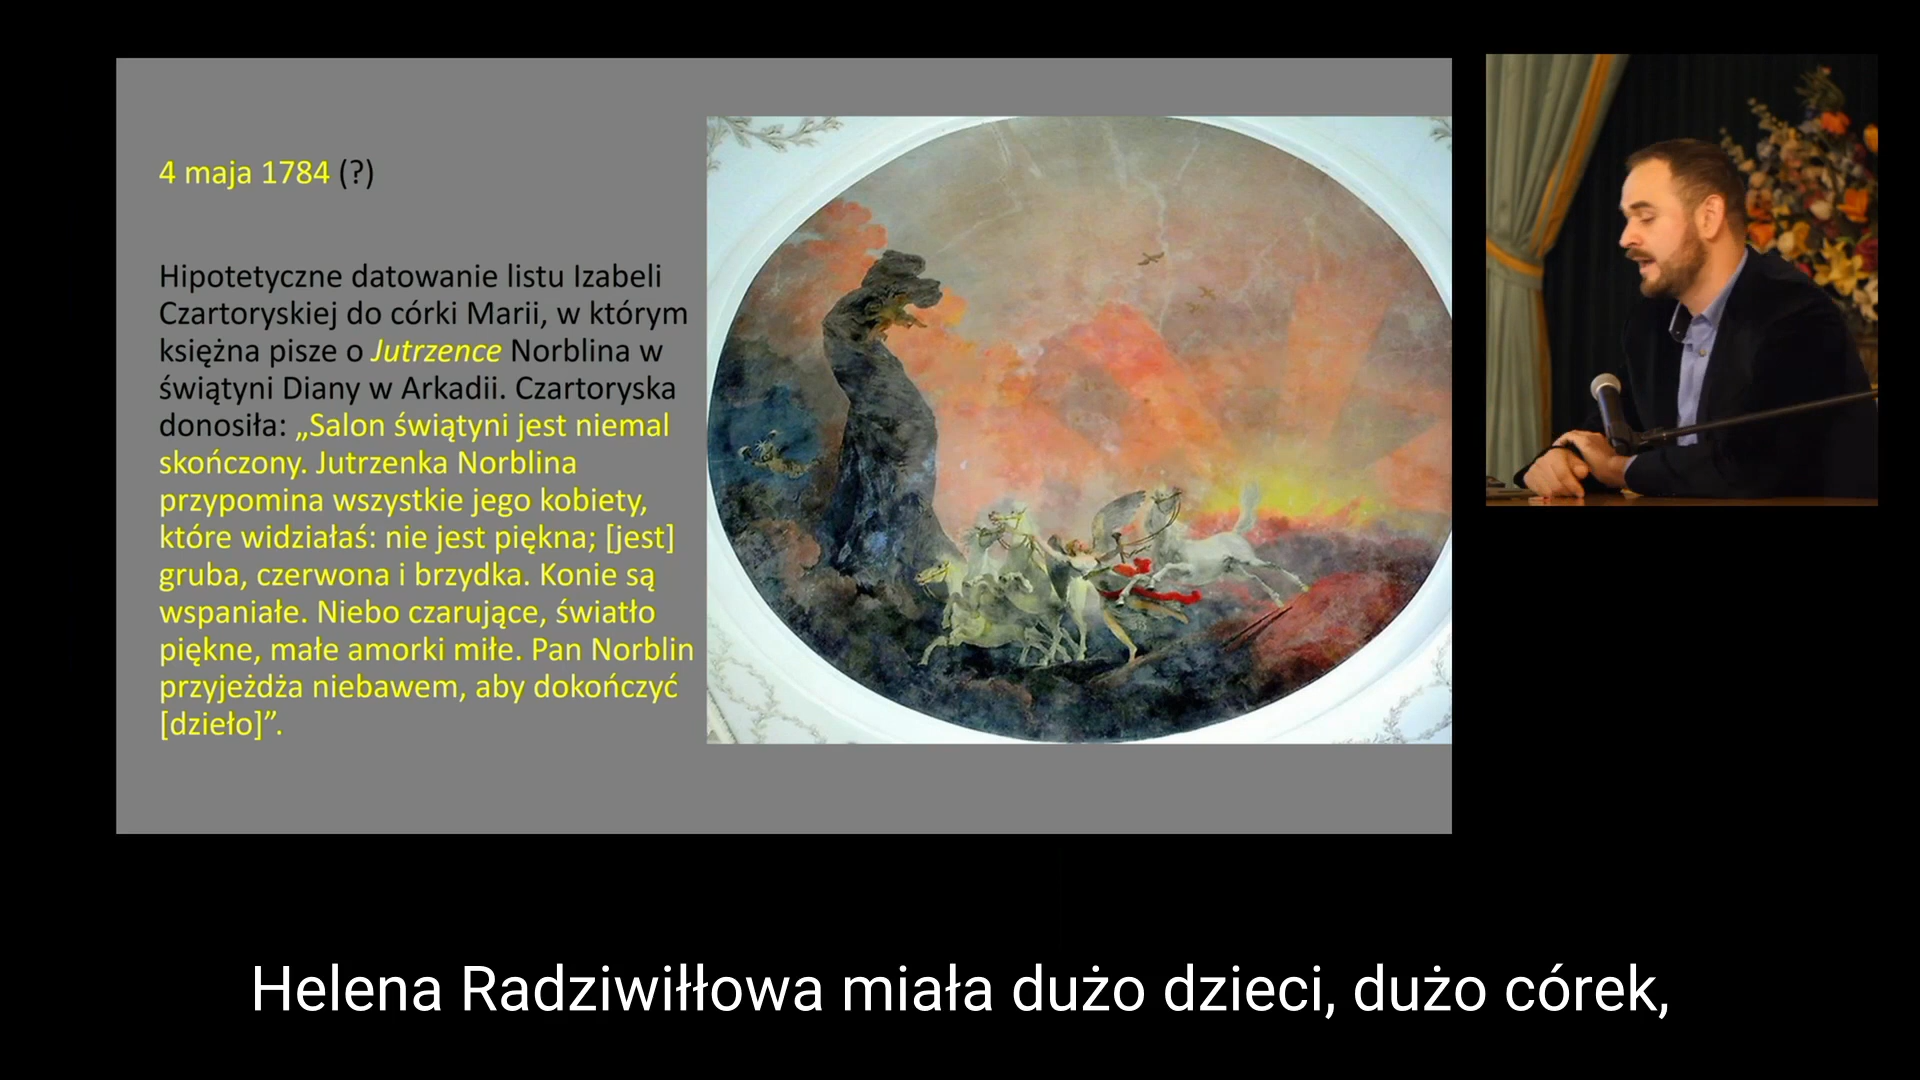 4 maja 1784 (?)
Hipotetyczne datowanie listu Izabeli
Czartoryskiej do córki Marii, w którym
księżna pisze o Jutrzence Norblina w
świątyni Diany w Arkadii. Czartoryska
donosiła: „Salon świątyni jest niemal
skończony. Jutrzenka Norblina
przypomina wszystkie jego kobiety,
które widziałaś: nie jest piękna; [jest]
gruba, czerwona i brzydka. Konie są
wspaniałe. Niebo czarujące, światło
piękne, małe amorki miłe. Pan Norblin
przyjeżdża niebawem, aby dokończyć
[dzieło]”.
Helena Radziwiłłowa miała dużo dzieci, dużo córek,